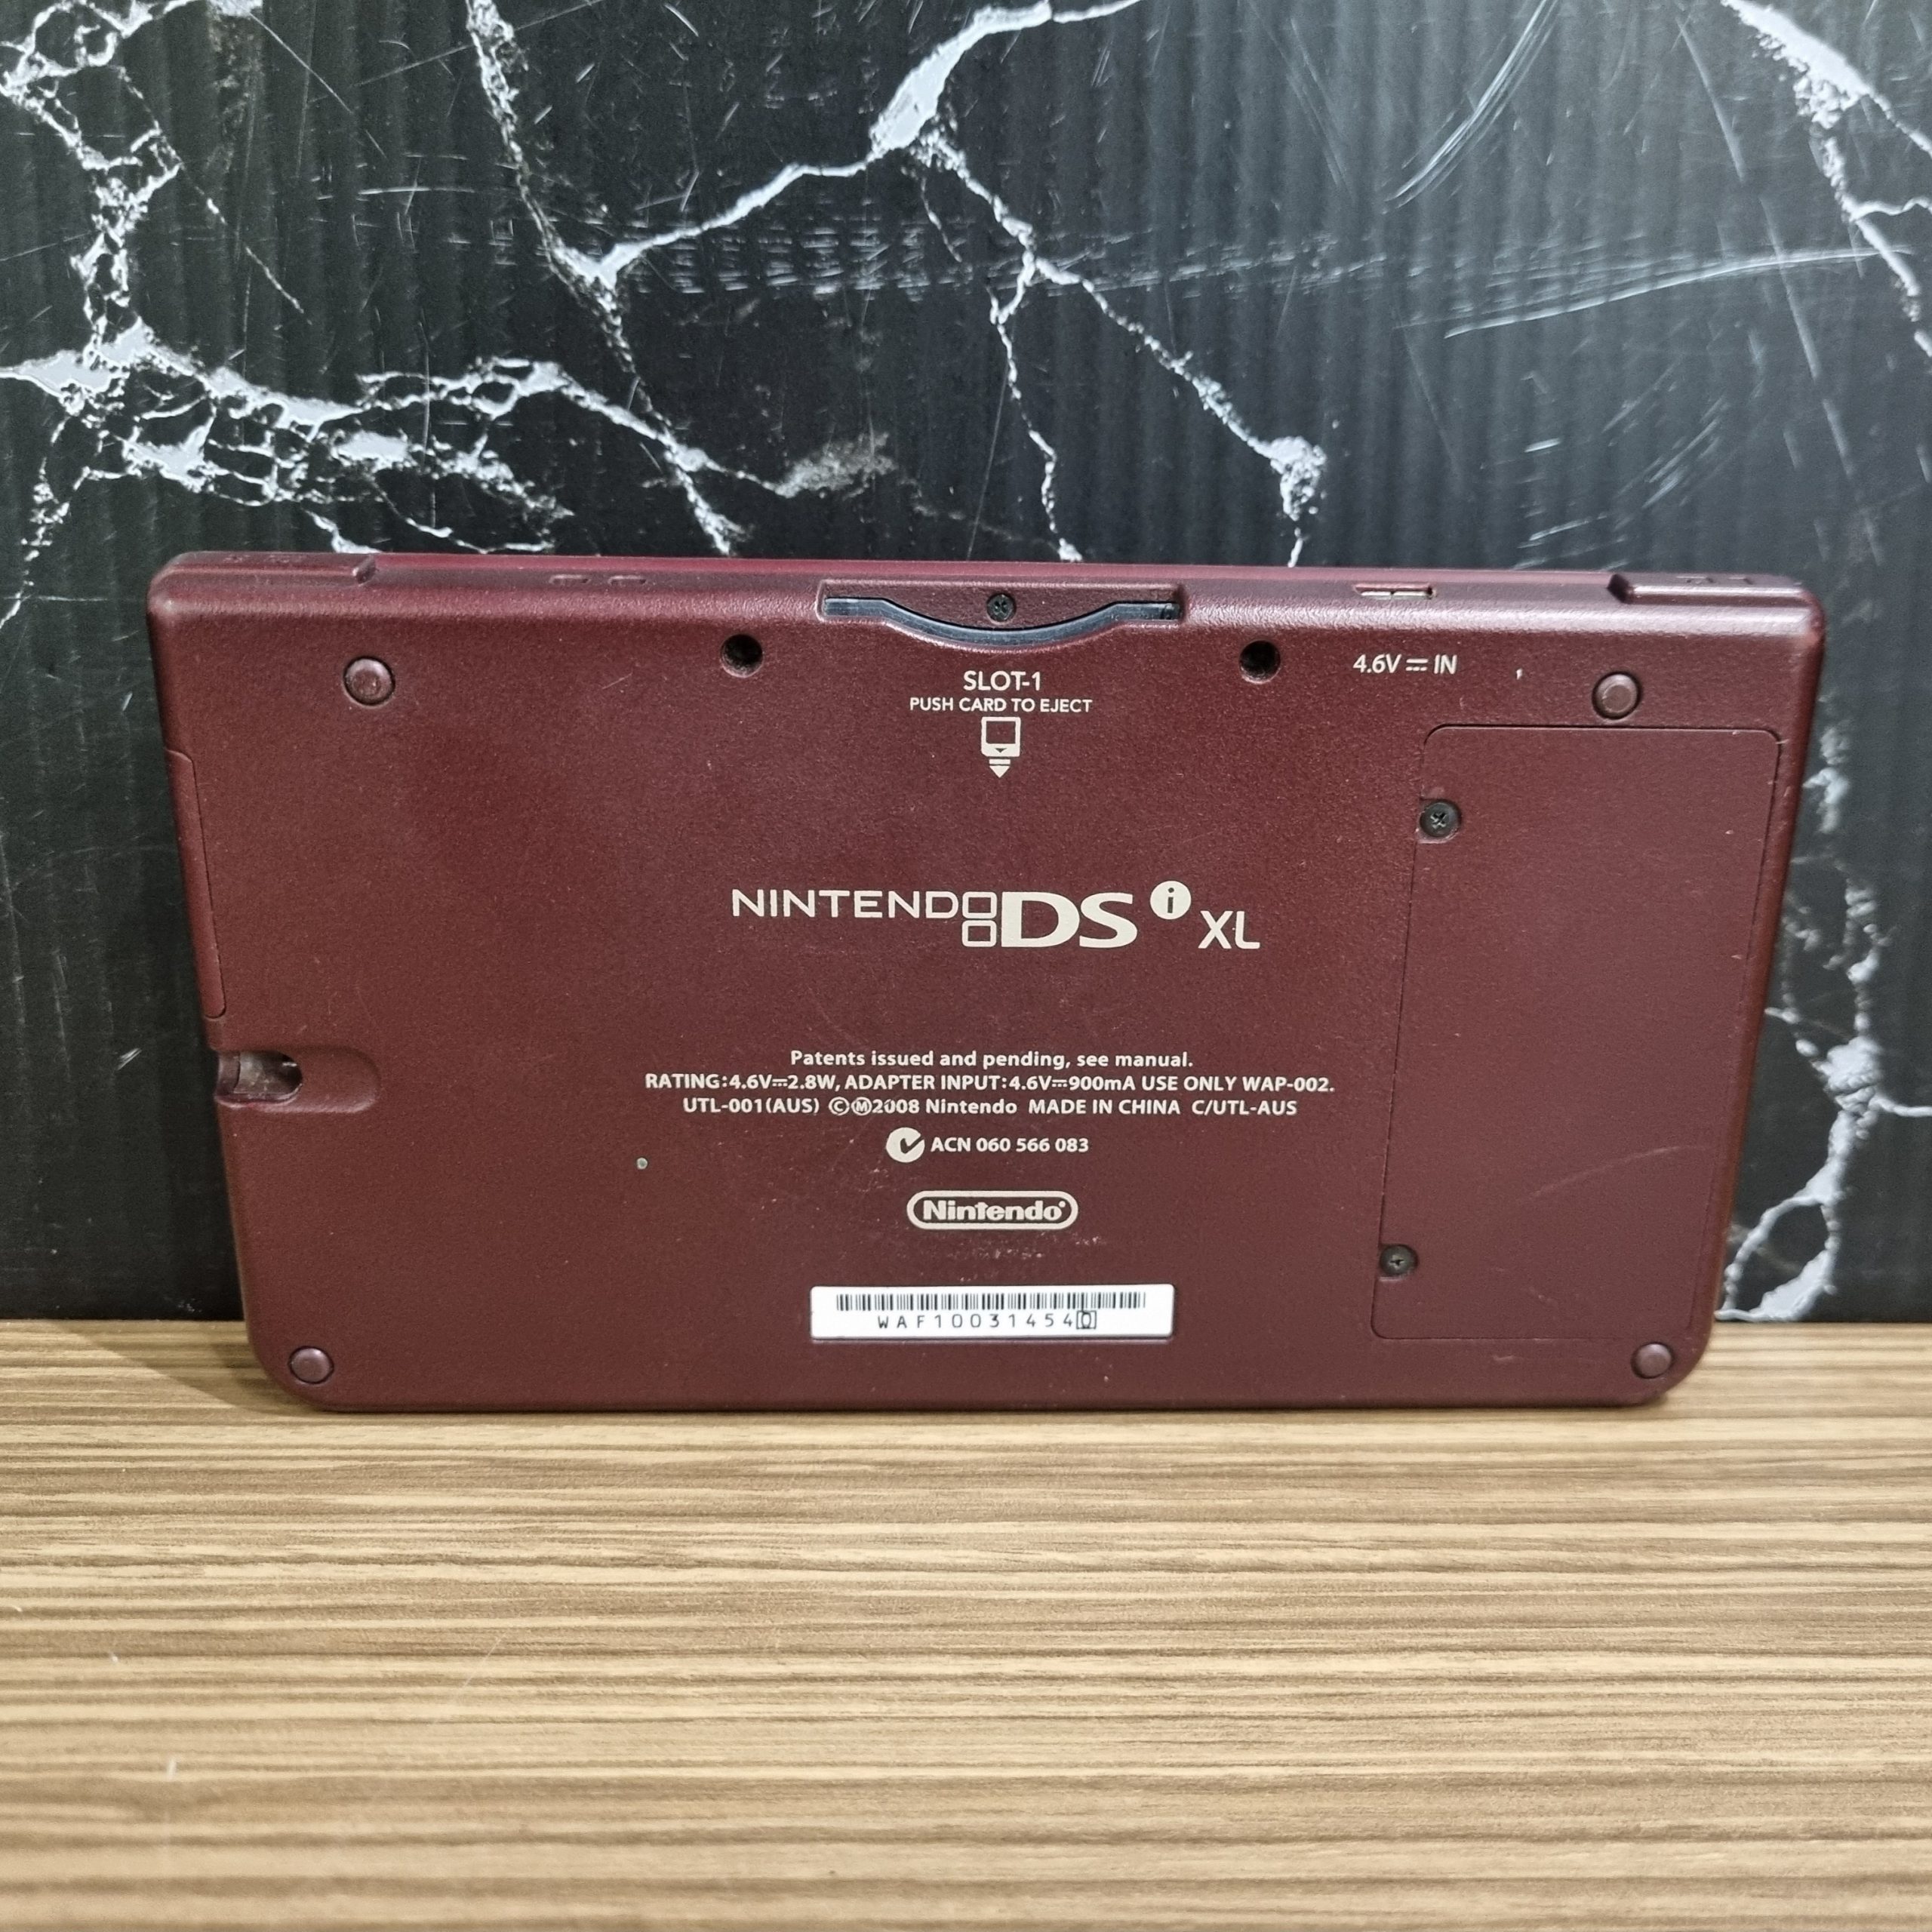 SLOT-1
PUSH CARD TO EJECT
4.6V⎓IN
NINTENDO DSi XL
Patents issued and pending, see manual.
RATING:4.6V⎓2.8W, ADAPTER INPUT:4.6V⎓900mA USE ONLY WAP-002.
UTL-001(AUS) ©Ⓜ2008 Nintendo MADE IN CHINA C/UTL-AUS
ACN 060 566 083
Nintendo®
WAF10031454[0]